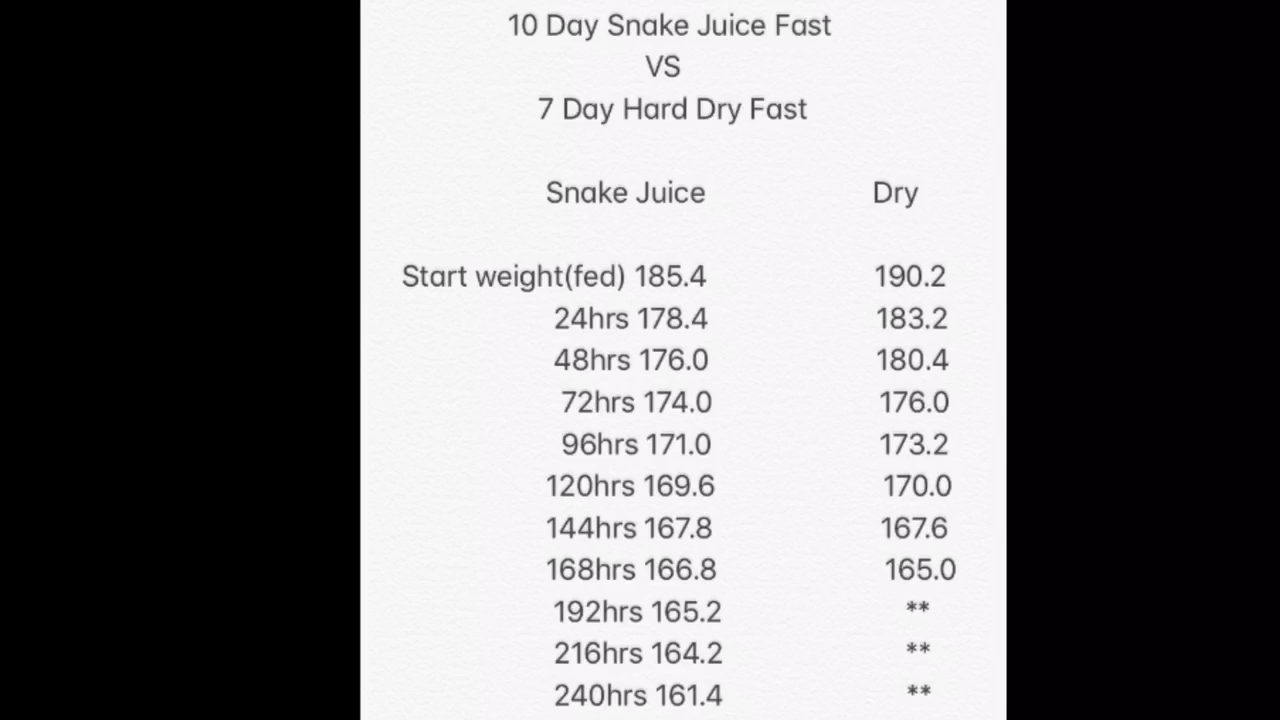 10 Day Snake Juice Fast
VS
7 Day Hard Dry Fast
Snake Juice Dry
Start weight(fed) 185.4 190.2
24hrs 178.4 183.2
48hrs 176.0 180.4
72hrs 174.0 176.0
96hrs 171.0 173.2
120hrs 169.6 170.0
144hrs 167.8 167.6
168hrs 166.8 165.0
192hrs 165.2 **
216hrs 164.2 **
240hrs 161.4 **